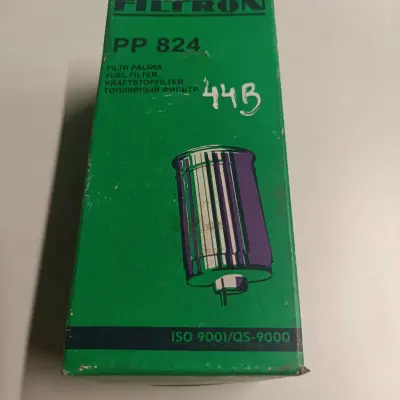 FILTRON
PP 824
FILTR PALIWA
FUEL FILTER
KRAFTSTOFFILTER
ТОПЛИВНЫЙ ФИЛЬТР
44B
ISO 9001/QS-9000